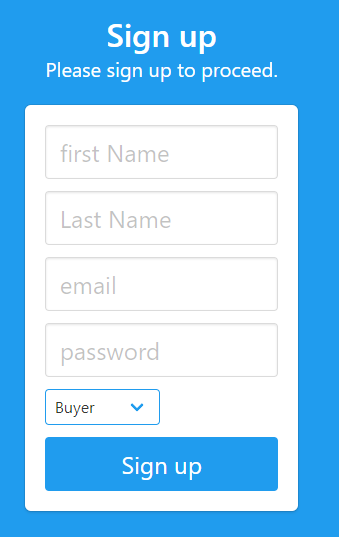 Sign up
Please sign up to proceed.
first Name
Last Name
email
password
Buyer
Sign up